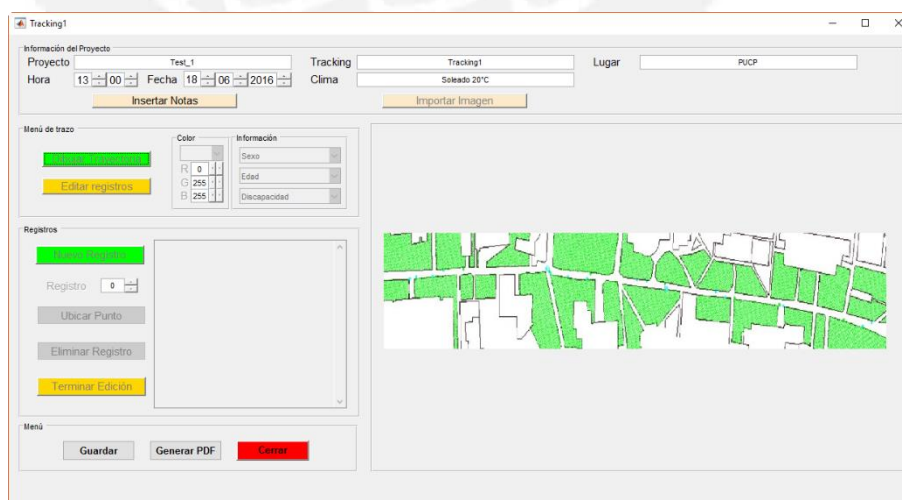 Tracking1
Información del Proyecto
Proyecto Test_1 Tracking Tracking1 Lugar PUCP
Hora 13 00 Fecha 18 06 2016 Clima Soleado 20°C
Insertar Notas Importar Imagen
Menú de trazo
Color Información
Dibujar Trayectoria
Sexo
R 0
Editar registros
G 255
Edad
B 255
Discapacidad
Registros
Nuevo Registro
Registro 0
Ubicar Punto
Eliminar Registro
Terminar Edición
Menú
Guardar Generar PDF Cerrar